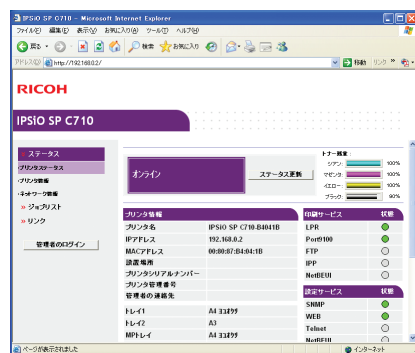 IPSiO SP C710 - Microsoft Internet Explorer
ファイル(F) 編集(E) 表示(V) お気に入り(A) ツール(T) ヘルプ(H)
戻る 検索 お気に入り
アドレス(D) http://192.168.0.2/ 移動 リンク
RICOH
IPSiO SP C710
ステータス
プリンタステータス
プリンタ情報
ネットワーク情報
ジョブリスト
リンク
管理者のログイン
オンライン
ステータス更新
トナー残量
シアン: 100%
マゼンタ: 100%
イエロー: 100%
ブラック: 90%
プリンタ情報
プリンタ名 IPSiO SP C710-B4041B
IPアドレス 192.168.0.2
MACアドレス 00:80:87:B4:04:1B
設置場所
プリンタシリアルナンバー
プリンタ管理番号
管理者の連絡先
トレイ1 A4 ヨコオクリ
トレイ2 A3
MPトレイ A4 ヨコオクリ
印刷サービス 状態
LPR
Port9100
FTP
IPP
NetBEUI
設定サービス 状態
SNMP
WEB
Telnet
NetBEUI
ページが表示されました インターネット